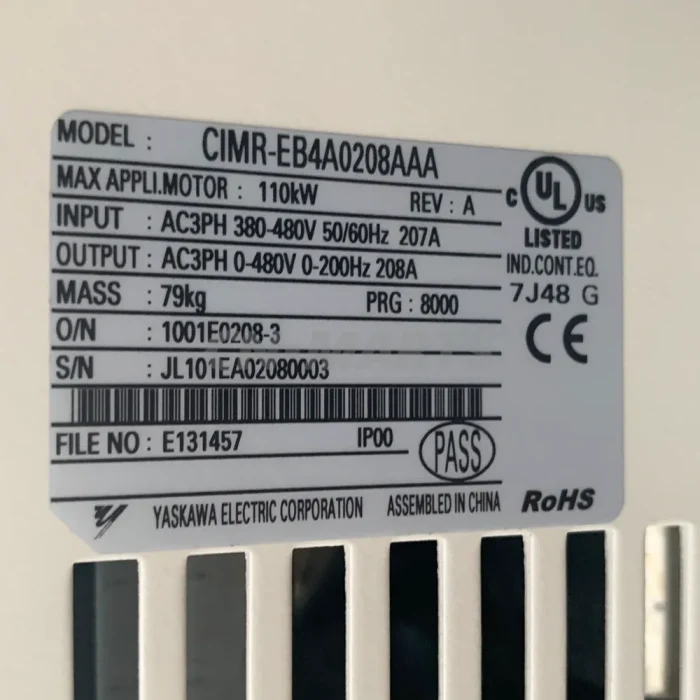 MODEL : CIMR-EB4A0208AAA
MAX APPLI.MOTOR : 110kW REV : A
INPUT : AC3PH 380-480V 50/60Hz 207A
OUTPUT : AC3PH 0-480V 0-200Hz 208A
MASS : 79kg PRG : 8000
O/N : 1001E0208-3
S/N : JL101EA02080003
FILE NO : E131457 IP00 PASS
YASKAWA ELECTRIC CORPORATION ASSEMBLED IN CHINA
C UL US
LISTED
IND.CONT.EQ.
7J48 G
CE
RoHS